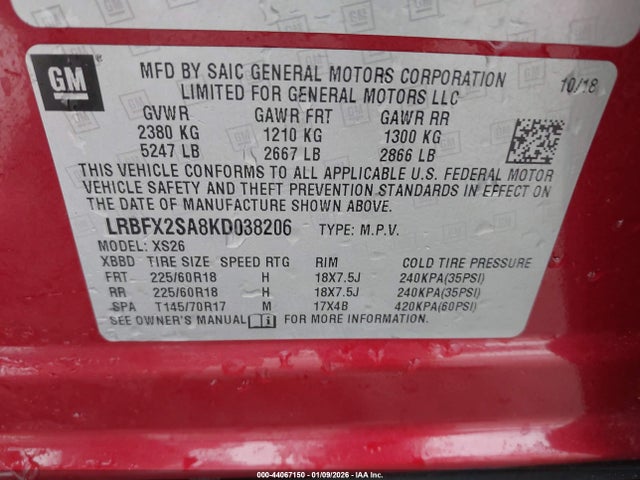 GM
MFD BY SAIC GENERAL MOTORS CORPORATION 10/18
LIMITED FOR GENERAL MOTORS LLC
GVWR GAWR FRT GAWR RR
2380 KG 1210 KG 1300 KG
5247 LB 2667 LB 2866 LB
THIS VEHICLE CONFORMS TO ALL APPLICABLE U.S. FEDERAL MOTOR
VEHICLE SAFETY AND THEFT PREVENTION STANDARDS IN EFFECT ON
THE DATE OF MANUFACTURE SHOWN ABOVE.
LRBFX2SA8KD038206 TYPE: M.P.V.
MODEL: XS26
XBBD TIRE SIZE SPEED RTG RIM COLD TIRE PRESSURE
FRT 225/60R18 H 18X7.5J 240KPA(35PSI)
RR 225/60R18 H 18X7.5J 240KPA(35PSI)
SPA T145/70R17 M 17X4B 420KPA(60PSI)
SEE OWNER'S MANUAL FOR MORE INFORMATION
000-44067150 - 01/09/2026 - IAAI Inc.